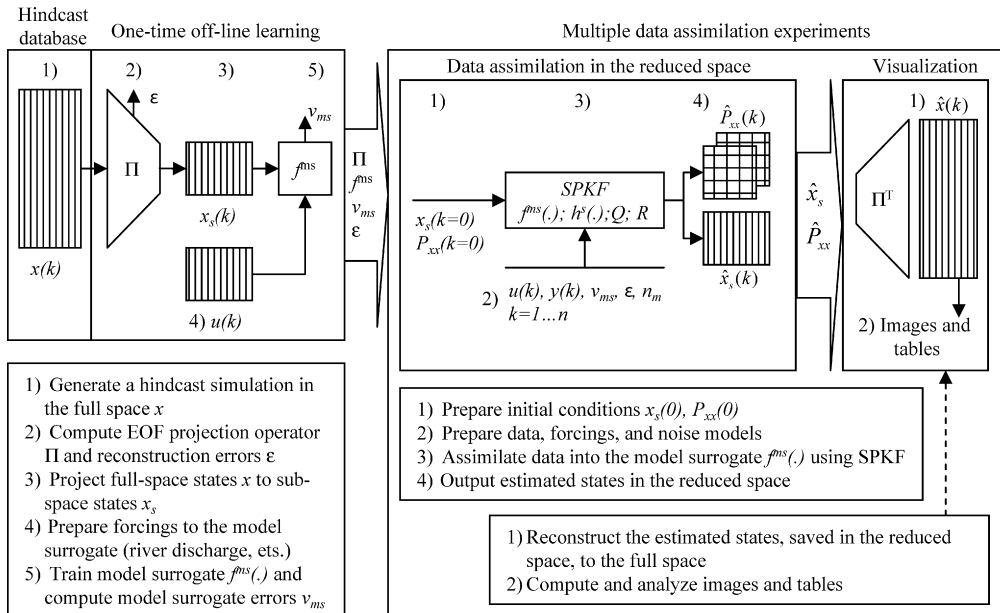 Hindcast
database
One-time off-line learning
Multiple data assimilation experiments
1)
2)
3)
5)
ε
v_ms
Π
f^ms
x(k)
x_s(k)
4) u(k)
Π
f^ms
v_ms
ε
Data assimilation in the reduced space
1)
3)
4)
P̂_xx(k)
SPKF
f^ms(.); h^s(.);Q; R
x_s(k=0)
P_xx(k=0)
x̂_s(k)
2) u(k), y(k), v_ms, ε, n_m
k=1...n
x̂_s
P̂_xx
Visualization
1) x̂(k)
Π^T
2) Images and
tables
1) Generate a hindcast simulation in
the full space x
2) Compute EOF projection operator
Π and reconstruction errors ε
3) Project full-space states x to sub-
space states x_s
4) Prepare forcings to the model
surrogate (river discharge, ets.)
5) Train model surrogate f^ms(.) and
compute model surrogate errors v_ms
1) Prepare initial conditions x_s(0), P_xx(0)
2) Prepare data, forcings, and noise models
3) Assimilate data into the model surrogate f^ms(.) using SPKF
4) Output estimated states in the reduced space
1) Reconstruct the estimated states, saved in the reduced
space, to the full space
2) Compute and analyze images and tables